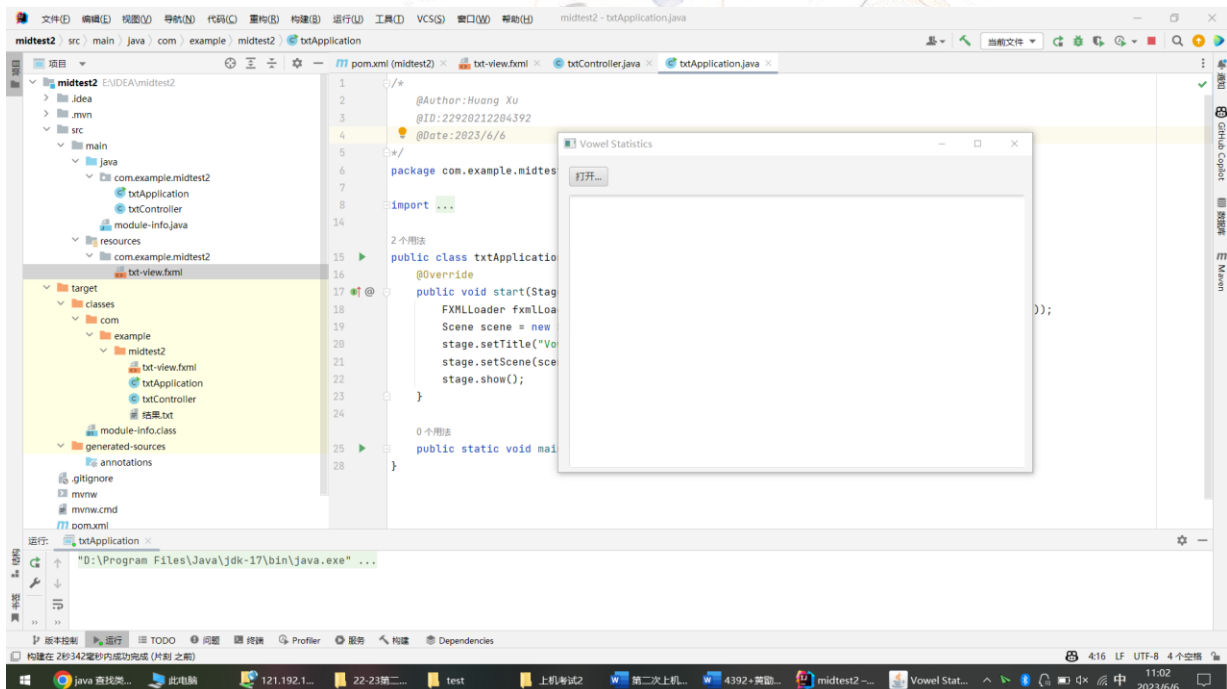 文件(F) 编辑(E) 视图(V) 导航(N) 代码(C) 重构(R) 构建(B) 运行(U) 工具(T) VCS(S) 窗口(W) 帮助(H) midtest2 - txtApplication.java
midtest2 src main java com example midtest2 txtApplication 当前文件
项目 pom.xml (midtest2) txt-view.fxml txtController.java txtApplication.java
midtest2 E:\IDEA\midtest2
.idea
.mvn
src
main
java
com.example.midtest2
txtApplication
txtController
module-info.java
resources
com.example.midtest2
txt-view.fxml
target
classes
com
example
midtest2
txt-view.fxml
txtApplication
txtController
结果.txt
module-info.class
generated-sources
annotations
.gitignore
mvnw
mvnw.cmd
pom.xml
1 /*
2 @Author:Huang Xu
3 @ID:22920212204392
4 @Date:2023/6/6
5 */
6 package com.example.midtes
7
8 import ...
14
2 个用法
15 public class txtApplicatio
16 @Override
17 @ public void start(Stag
18 FXMLLoader fxmlLoa ));
19 Scene scene = new
20 stage.setTitle("Vo
21 stage.setScene(sce
22 stage.show();
23 }
24
0 个用法
25 public static void mai
28 }
Vowel Statistics
打开...
通知
GitHub Copilot
数据库
Maven
运行: txtApplication
"D:\Program Files\Java\jdk-17\bin\java.exe" ...
结构
书签
版本控制 运行 TODO 问题 终端 Profiler 服务 构建 Dependencies
构建在 2秒342毫秒内成功完成 (片刻 之前) 4:16 LF UTF-8 4 个空格
java 查找类... 此电脑 121.192.1... 22-23第二... test 上机考试2 第二次上机... 4392+黄勖... midtest2 –... Vowel Stat... 中 11:02
2023/6/6